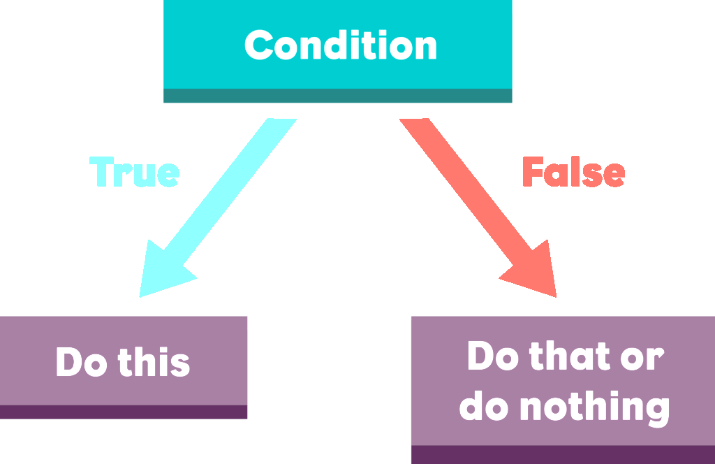 Condition
True
False
Do this
Do that or
do nothing